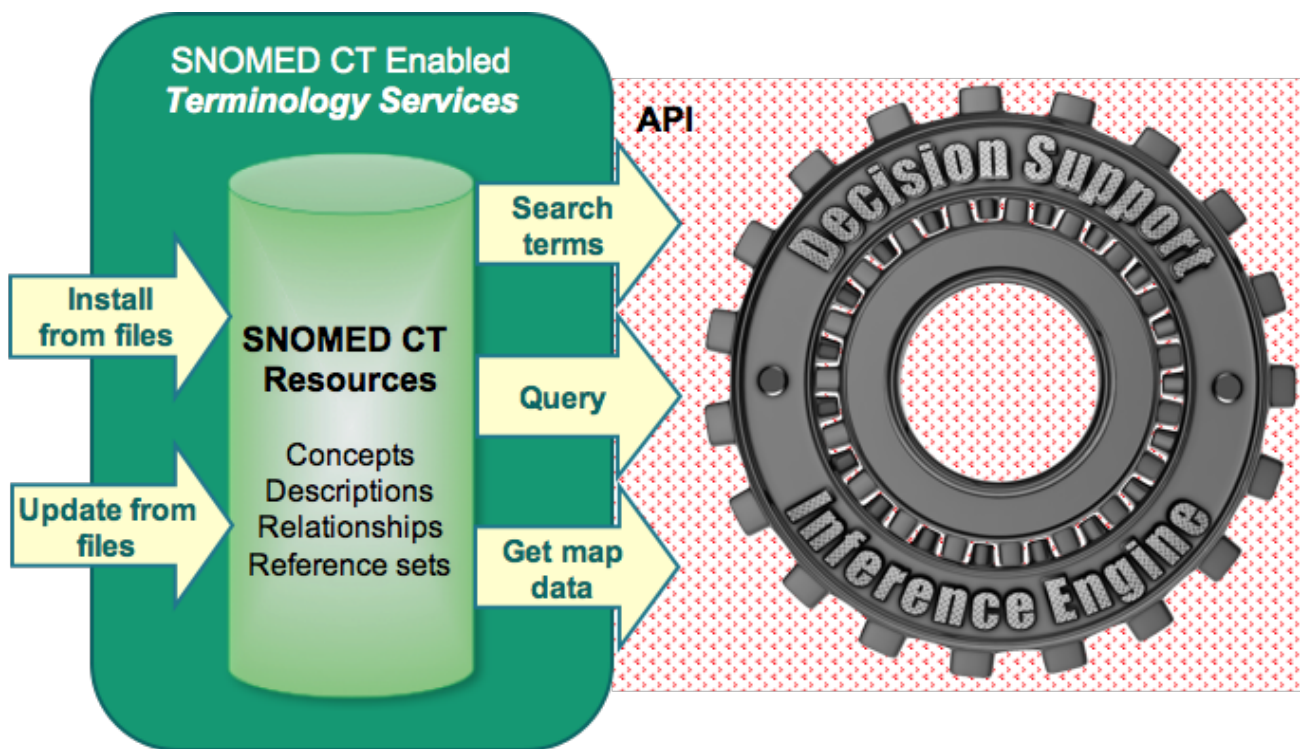 SNOMED CT Enabled
Terminology Services
API
Install
from files
Update from
files
SNOMED CT
Resources
Concepts
Descriptions
Relationships
Reference sets
Search
terms
Query
Get map
data
Decision Support
Inference Engine